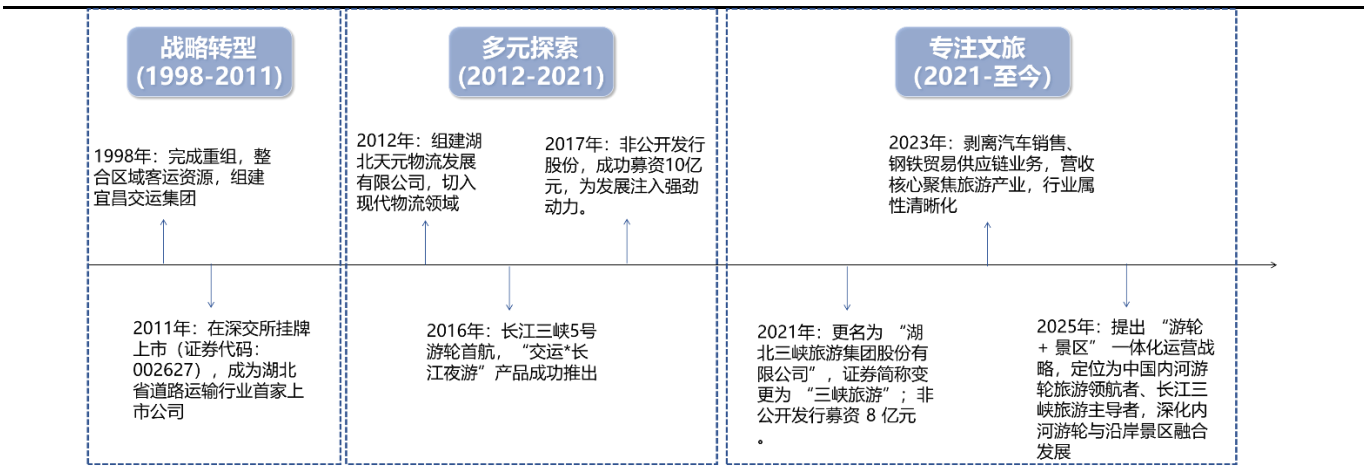 战略转型
(1998-2011)
1998年：完成重组，整
合区域客运资源，组建
宜昌交运集团
2011年：在深交所挂牌
上市（证券代码：
002627），成为湖北
省道路运输行业首家上
市公司
多元探索
(2012-2021)
2012年：组建湖
北天元物流发展
有限公司，切入
现代物流领域
2017年：非公开发行
股份，成功募资10亿
元，为发展注入强劲
动力。
2016年：长江三峡5号
游轮首航，“交运*长
江夜游”产品成功推出
专注文旅
(2021-至今)
2023年：剥离汽车销售、
钢铁贸易供应链业务，营收
核心聚焦旅游产业，行业属
性清晰化
2021年：更名为 “湖
北三峡旅游集团股份有
限公司”，证券简称变
更为 “三峡旅游”；非
公开发行募资 8 亿元
。
2025年：提出 “游轮
+ 景区” 一体化运营战
略，定位为中国内河游
轮旅游领航者、长江三
峡旅游主导者，深化内
河游轮与沿岸景区融合
发展